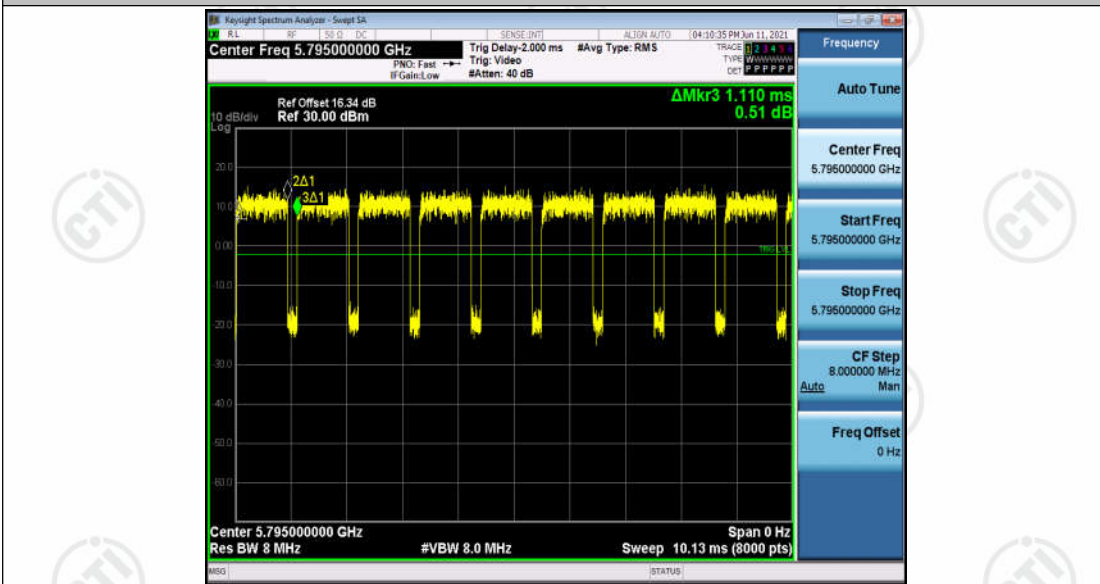 Keysight Spectrum Analyzer - Swept SA
RL RF 50 Ω DC SENSE:INT ALIGN AUTO 04:10:35 PM Jun 11, 2021
Center Freq 5.795000000 GHz
PNO: Fast
IFGain:Low
Trig Delay-2.000 ms
Trig: Video
#Atten: 40 dB
#Avg Type: RMS
TRACE 1 2 3 4 5 6
TYPE WWWWWW
DET P P P P P P
ΔMkr3 1.110 ms
0.51 dB
Ref Offset 16.34 dB
10 dB/div Ref 30.00 dBm
Log
20.0
10.0
0.00
-10.0
-20.0
-30.0
-40.0
-50.0
-60.0
2Δ1
3Δ1
TRIG LVL
Center 5.795000000 GHz
Span 0 Hz
Res BW 8 MHz
#VBW 8.0 MHz
Sweep 10.13 ms (8000 pts)
MSG
STATUS
Frequency
Auto Tune
Center Freq
5.795000000 GHz
Start Freq
5.795000000 GHz
Stop Freq
5.795000000 GHz
CF Step
8.000000 MHz
Auto Man
Freq Offset
0 Hz
CTI
CTI
CTI
CTI